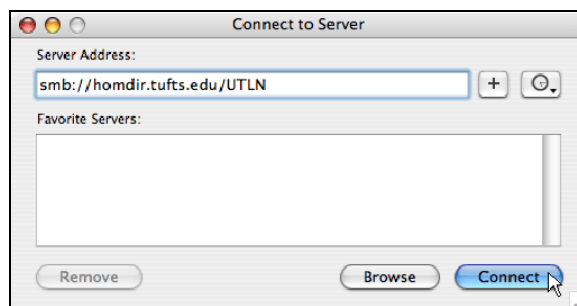 Connect to Server
Server Address:
smb://homdir.tufts.edu/UTLN
+
Favorite Servers:
Remove Browse Connect